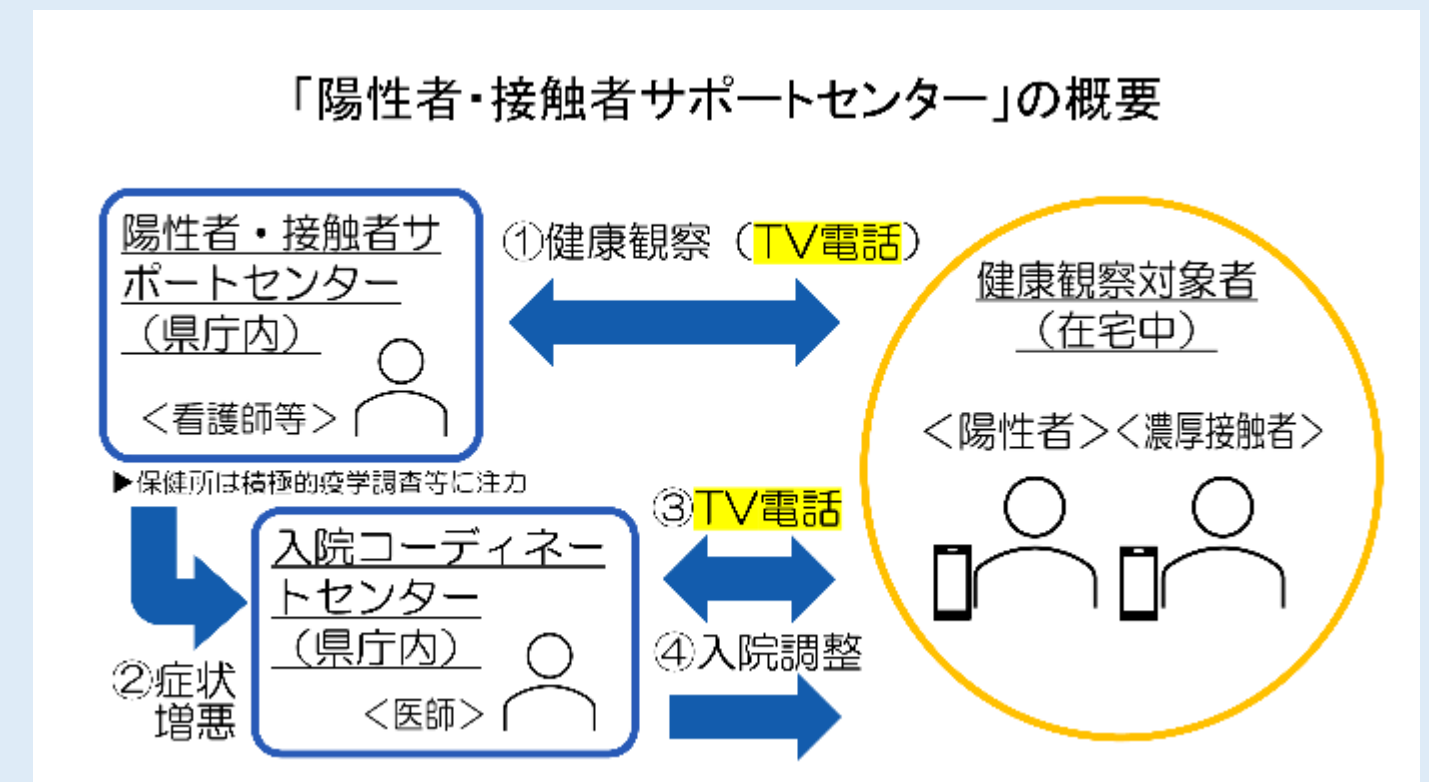 「陽性者・接触者サポートセンター」の概要
陽性者・接触者サ
ポートセンター
（県庁内）
＜看護師等＞
①健康観察（TV電話）
健康観察対象者
（在宅中）
＜陽性者＞＜濃厚接触者＞
▶保健所は積極的疫学調査等に注力
②症状
増悪
入院コーディネー
トセンター
（県庁内）
＜医師＞
③TV電話
④入院調整